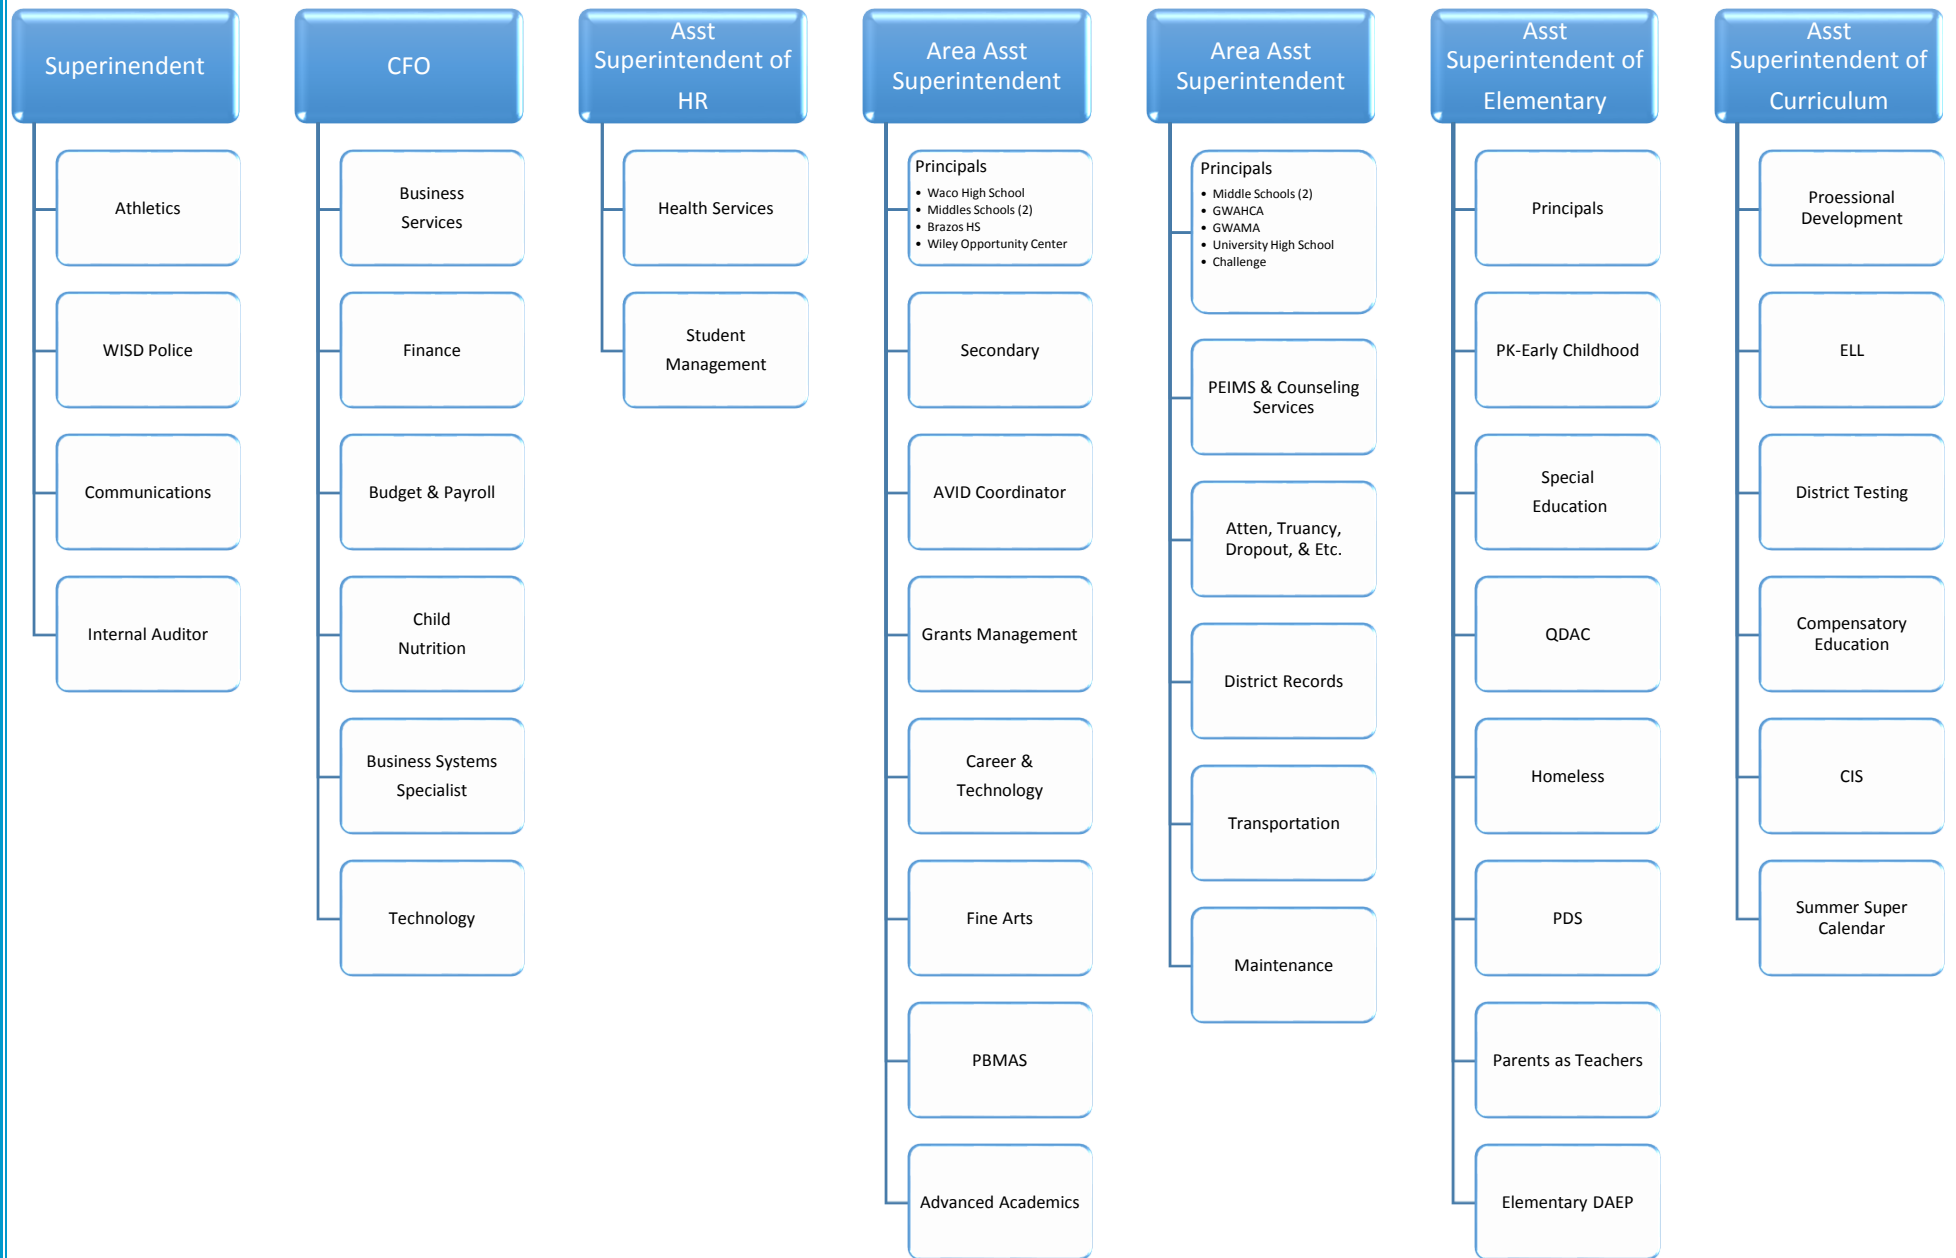 Superinendent
Athletics
WISD Police
Communications
Internal Auditor
CFO
Business
Services
Finance
Budget & Payroll
Child
Nutrition
Business Systems
Specialist
Technology
Asst
Superintendent of
HR
Health Services
Student
Management
Area Asst
Superintendent
Principals
• Waco High School
• Middles Schools (2)
• Brazos HS
• Wiley Opportunity Center
Secondary
AVID Coordinator
Grants Management
Career &
Technology
Fine Arts
PBMAS
Advanced Academics
Area Asst
Superintendent
Principals
• Middle Schools (2)
• GWAHCA
• GWAMA
• University High School
• Challenge
PEIMS & Counseling
Services
Atten, Truancy,
Dropout, & Etc.
District Records
Transportation
Maintenance
Asst
Superintendent of
Elementary
Principals
PK-Early Childhood
Special
Education
QDAC
Homeless
PDS
Parents as Teachers
Elementary DAEP
Asst
Superintendent of
Curriculum
Proessional
Development
ELL
District Testing
Compensatory
Education
CIS
Summer Super
Calendar